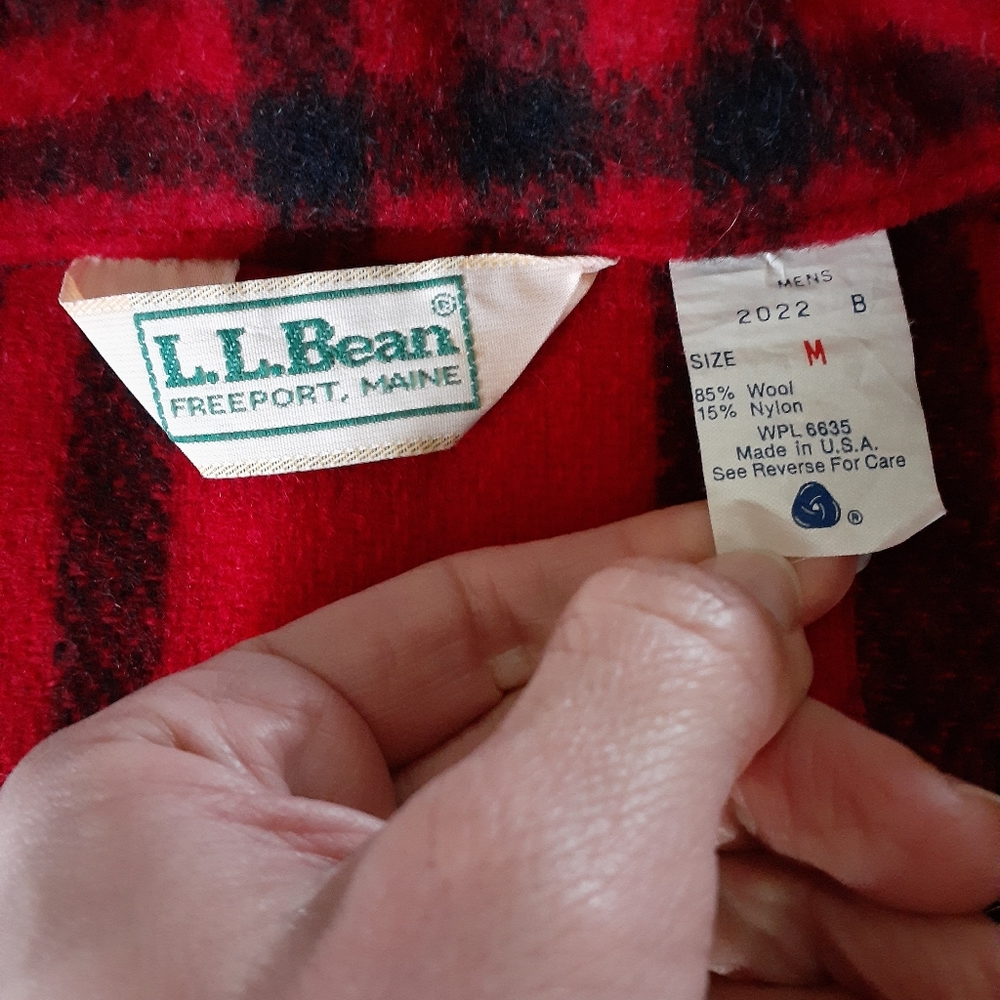 L.L.Bean®
FREEPORT, MAINE
MENS
2022 B
SIZE M
85% Wool
15% Nylon
WPL 6635
Made in U.S.A.
See Reverse For Care
®